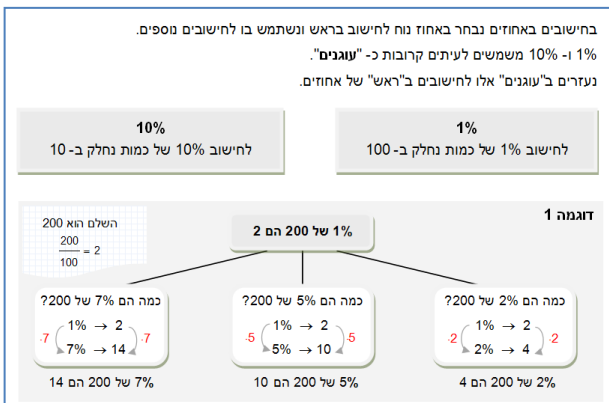 בחישובים באחוזים נבחר באחוז נוח לחישוב בראש ונשתמש בו לחישובים נוספים.
1% ו- 10% משמשים לעיתים קרובות כ- "עוגנים".
נעזרים ב"עוגנים" אלו לחישובים ב"ראש" של אחוזים.
1%
לחישוב 1% של כמות נחלק ב- 100
10%
לחישוב 10% של כמות נחלק ב- 10
דוגמה 1
1% של 200 הם 2
השלם הוא 200
200/100 = 2
כמה הם 2% של 200?
·2 1% → 2 ·2
2% → 4
2% של 200 הם 4
כמה הם 5% של 200?
·5 1% → 2 ·5
5% → 10
5% של 200 הם 10
כמה הם 7% של 200?
·7 1% → 2 ·7
7% → 14
7% של 200 הם 14